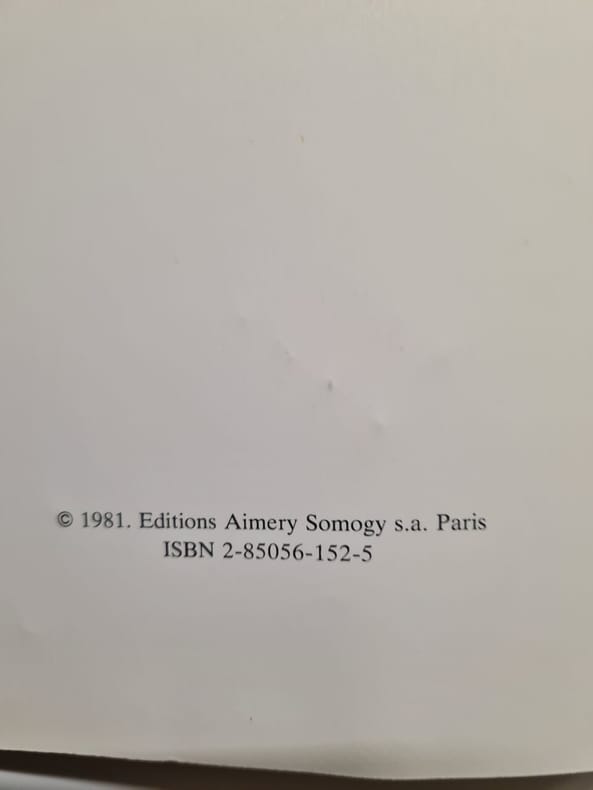 © 1981. Editions Aimery Somogy s.a. Paris
ISBN 2-85056-152-5